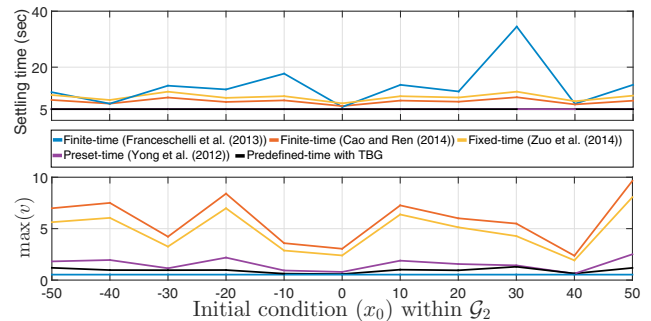 Settling time (sec)
40
20
5
Finite-time (Franceschelli et al. (2013)) Finite-time (Cao and Ren (2014)) Fixed-time (Zuo et al. (2014))
Preset-time (Yong et al. (2012)) Predefined-time with TBG
max(v)
10
5
0
-50 -40 -30 -20 -10 0 10 20 30 40 50
Initial condition (x₀) within 𝒢₂